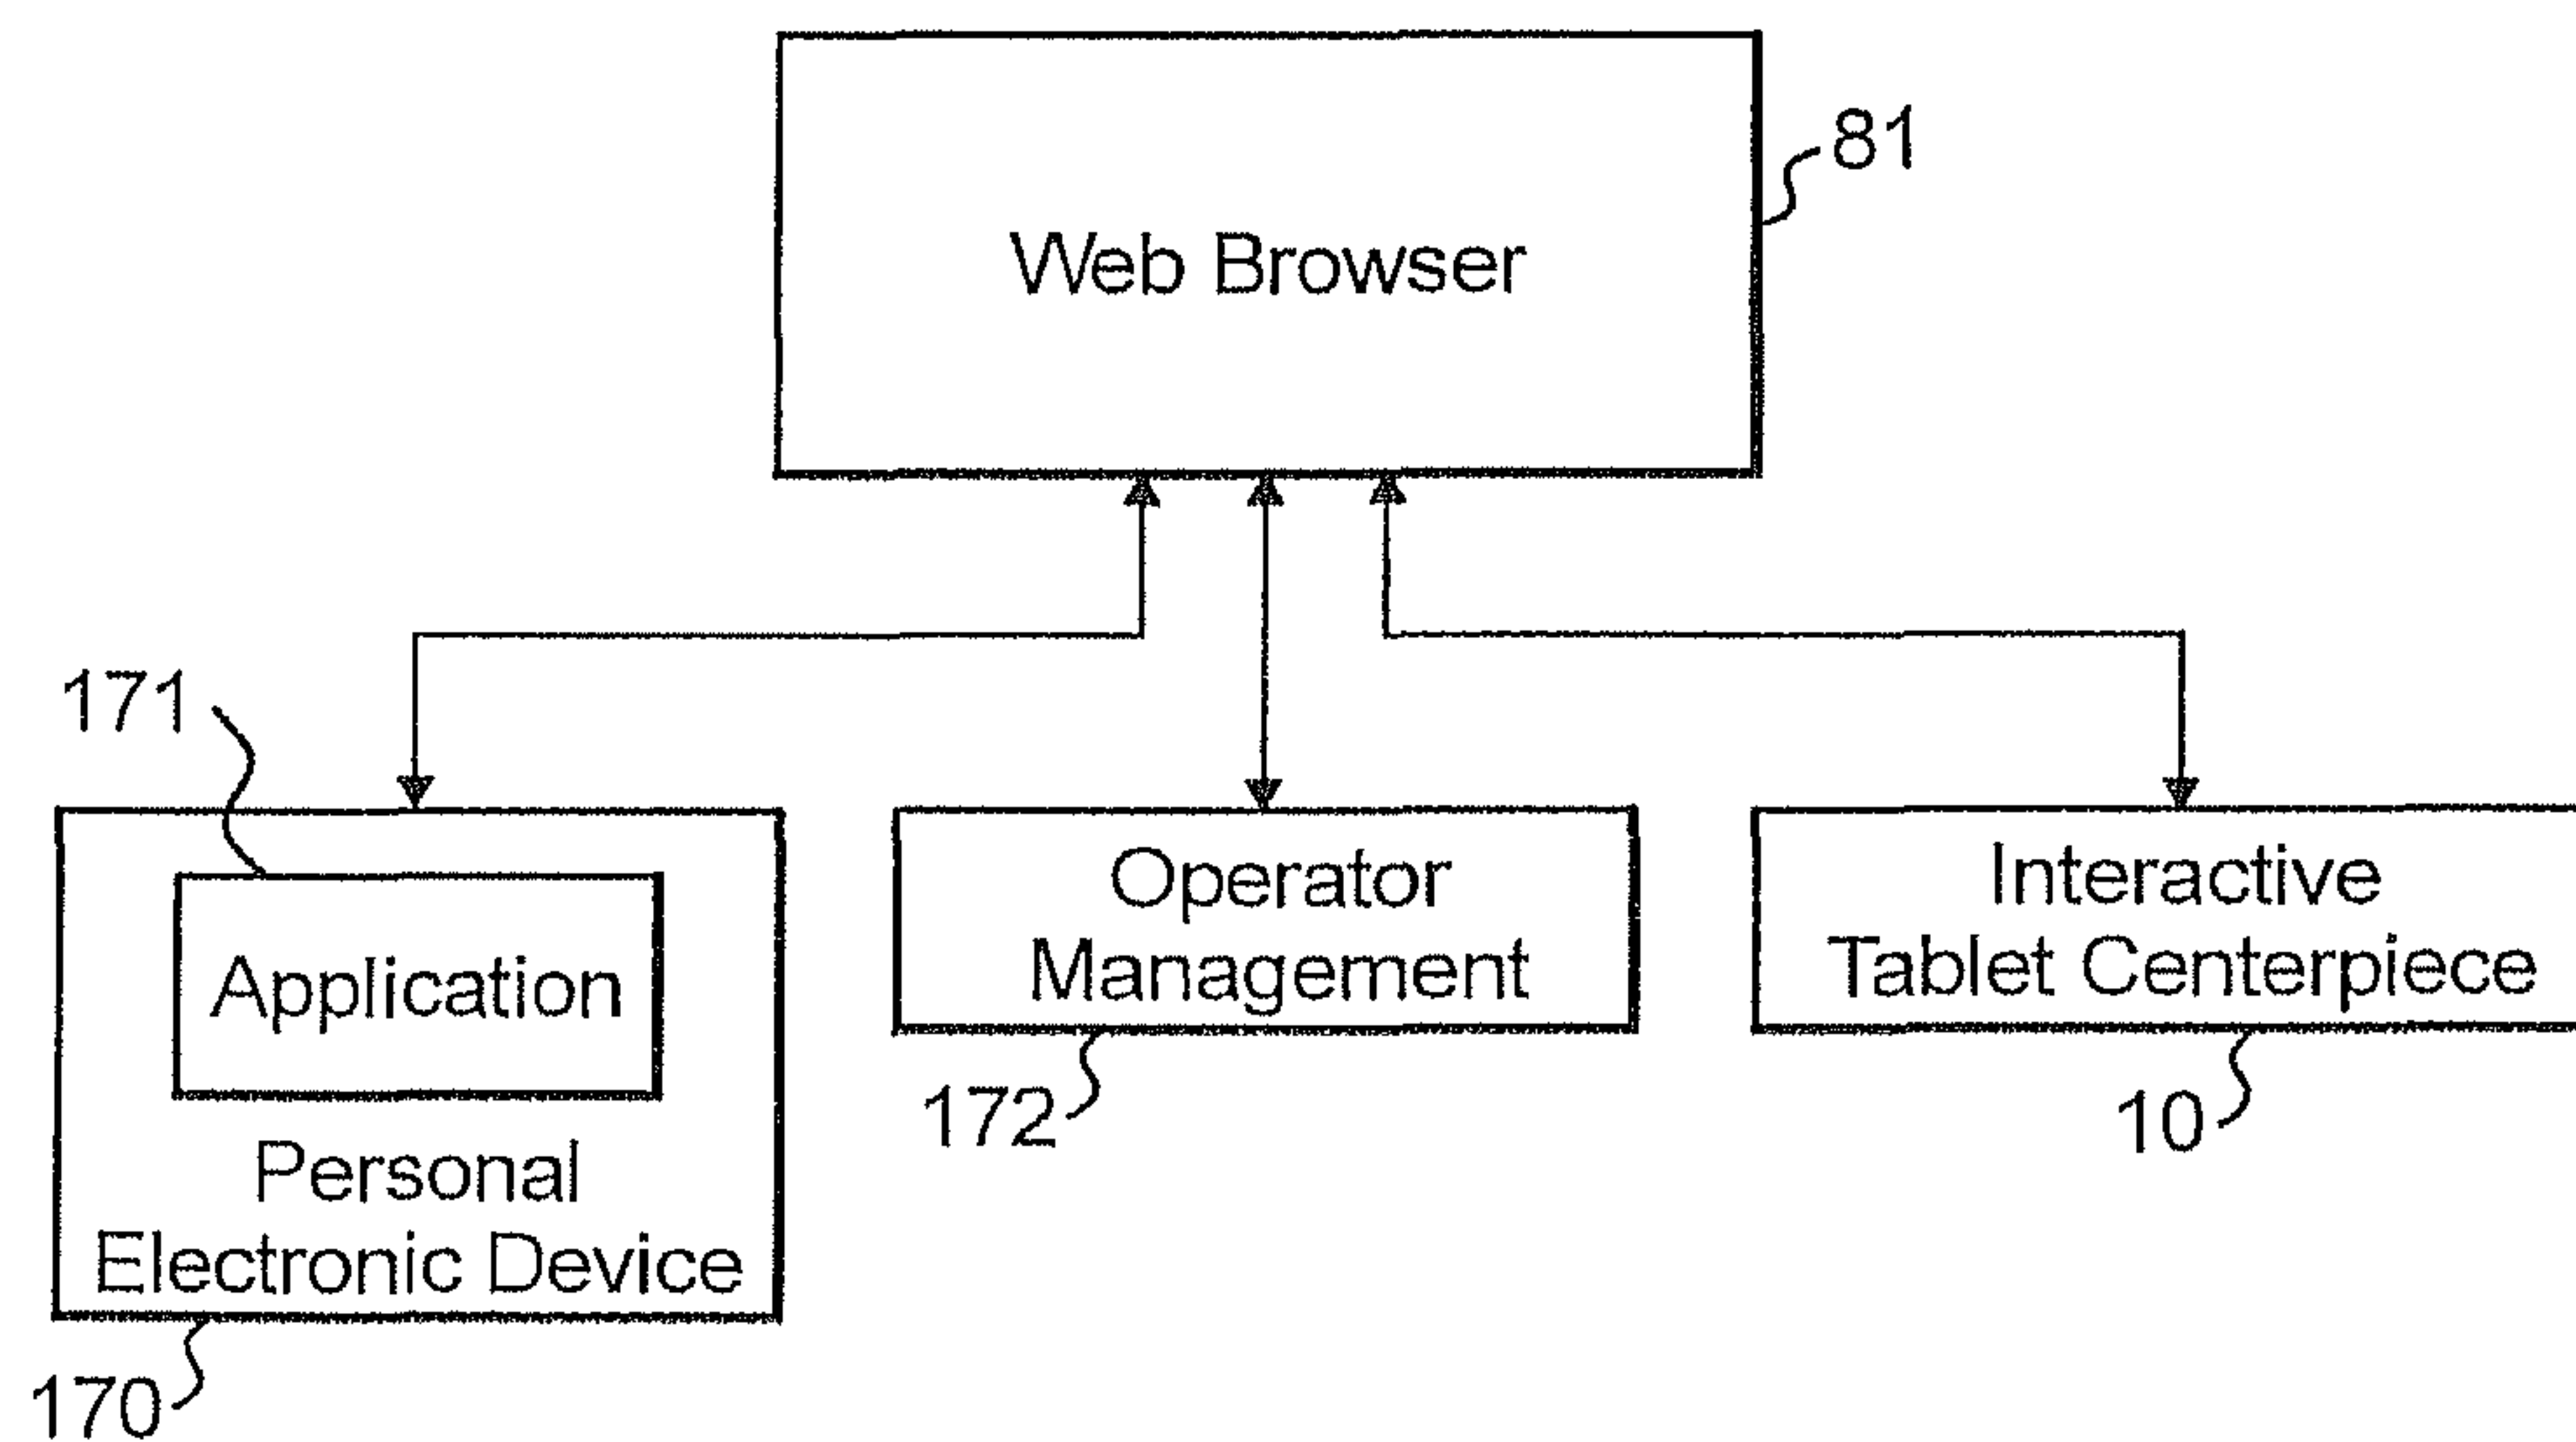 81
Web Browser
171
Application
Personal
Electronic Device
170
Operator
Management
172
Interactive
Tablet Centerpiece
10